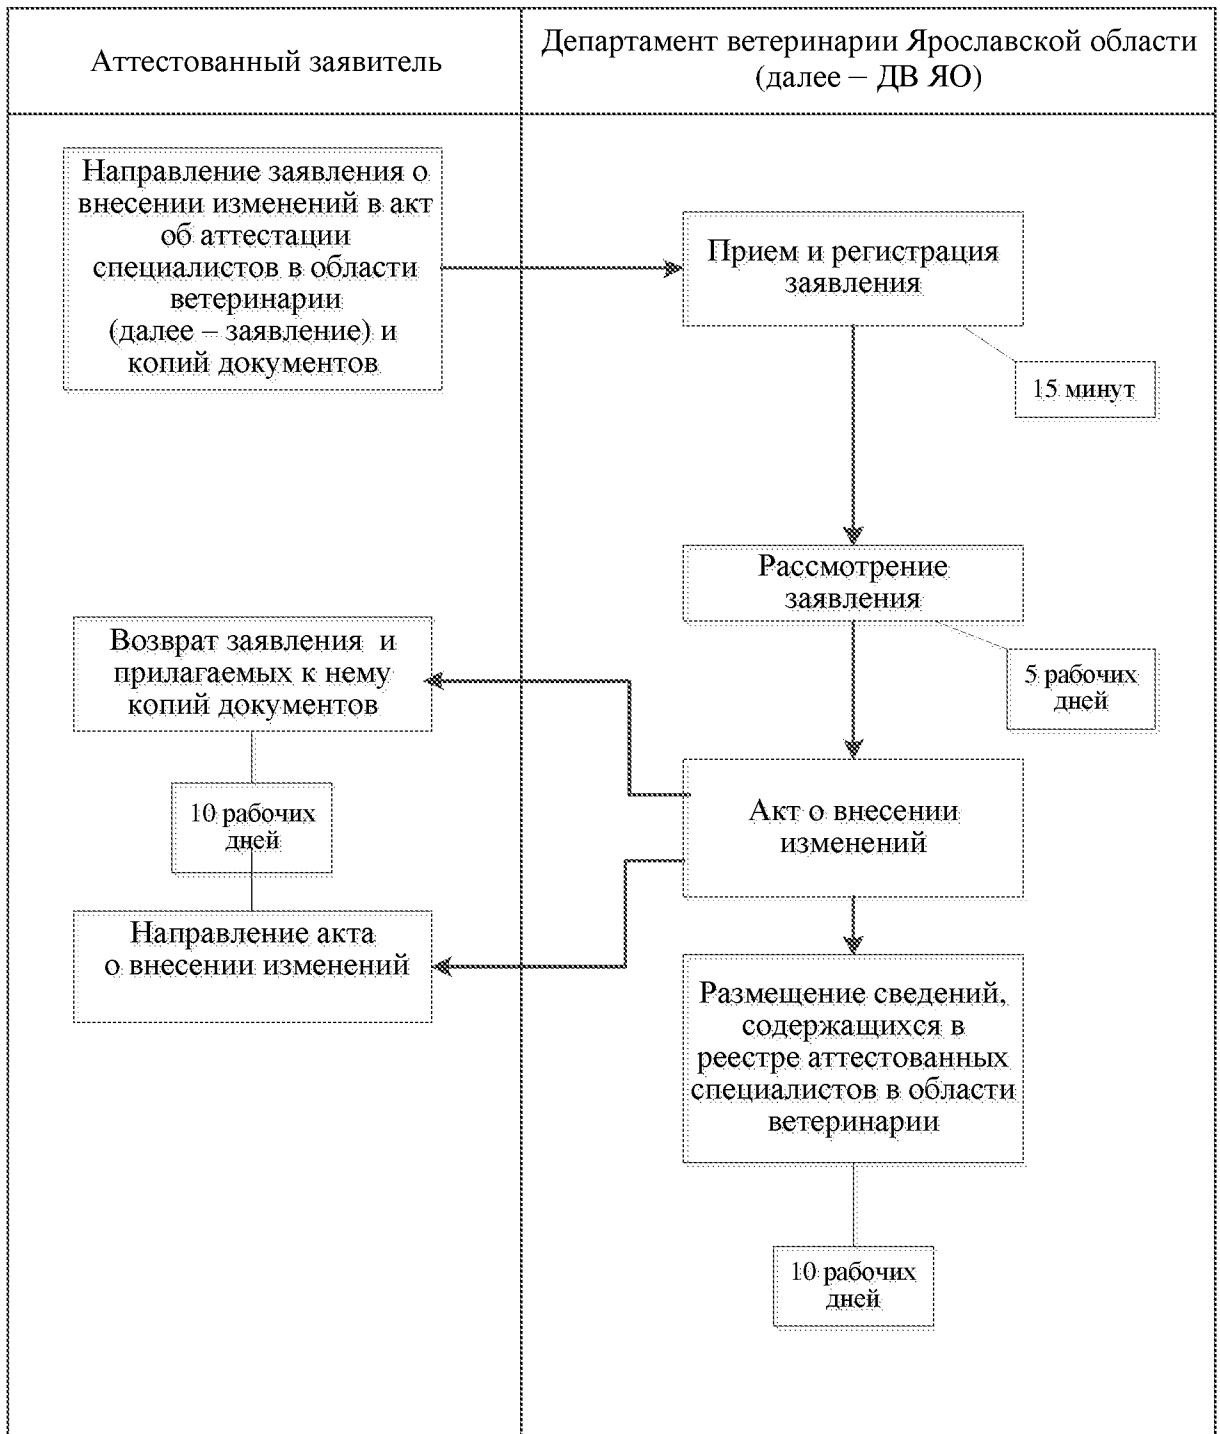 Аттестованный заявитель
Департамент ветеринарии Ярославской области
(далее – ДВ ЯО)
Направление заявления о
внесении изменений в акт
об аттестации
специалистов в области
ветеринарии
(далее – заявление) и
копий документов
Прием и регистрация
заявления
15 минут
Рассмотрение
заявления
5 рабочих
дней
Возврат заявления и
прилагаемых к нему
копий документов
10 рабочих
дней
Акт о внесении
изменений
Направление акта
о внесении изменений
Размещение сведений,
содержащихся в
реестре аттестованных
специалистов в области
ветеринарии
10 рабочих
дней